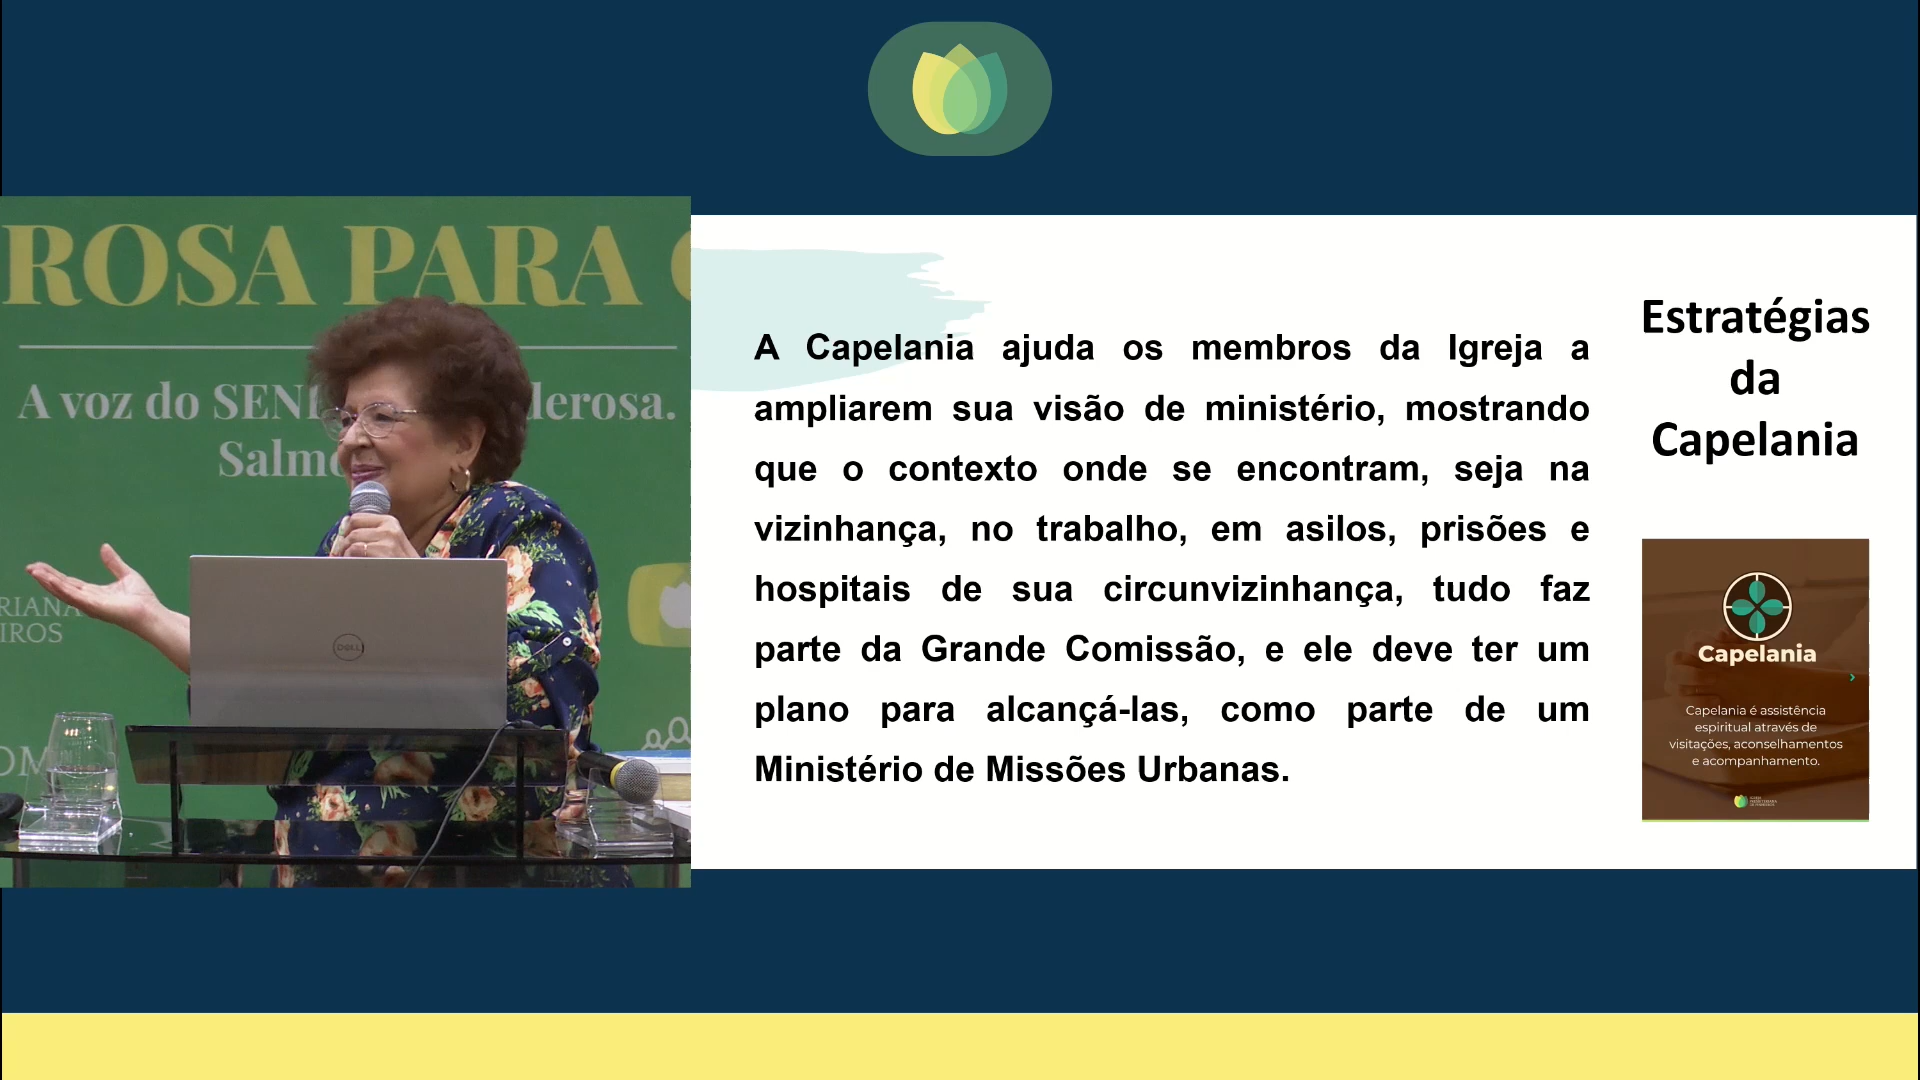 ROSA PARA
A voz do SEN derosa.
Salm
RIANA
EIROS
DELL
OM
A Capelania ajuda os membros da Igreja a
ampliarem sua visão de ministério, mostrando
que o contexto onde se encontram, seja na
vizinhança, no trabalho, em asilos, prisões e
hospitais de sua circunvizinhança, tudo faz
parte da Grande Comissão, e ele deve ter um
plano para alcançá-las, como parte de um
Ministério de Missões Urbanas.
Estratégias
da
Capelania
Capelania
Capelania é assistência
espiritual através de
visitações, aconselhamentos
e acompanhamento.